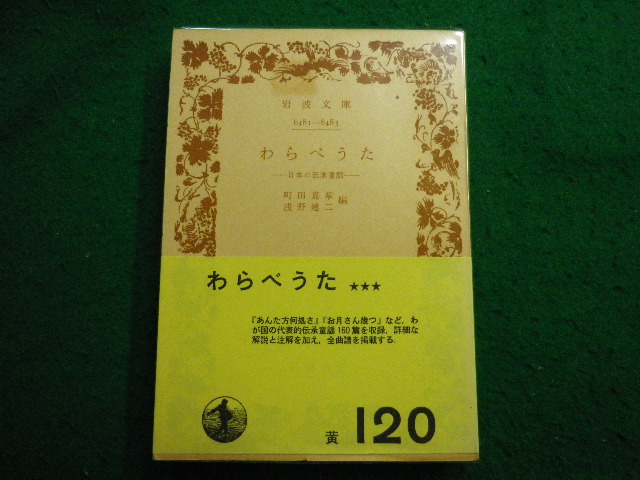 岩波文庫
6481—6483
わらべうた
——日本の伝承童謡——
町田嘉章
浅野建二 編
わらべうた ★★★
『あんた方何処さ』『お月さん幾つ』など，わ
が国の代表的伝承童謡160篇を収録，詳細な
解説と注解を加え，全曲譜を掲載する．
黄 120